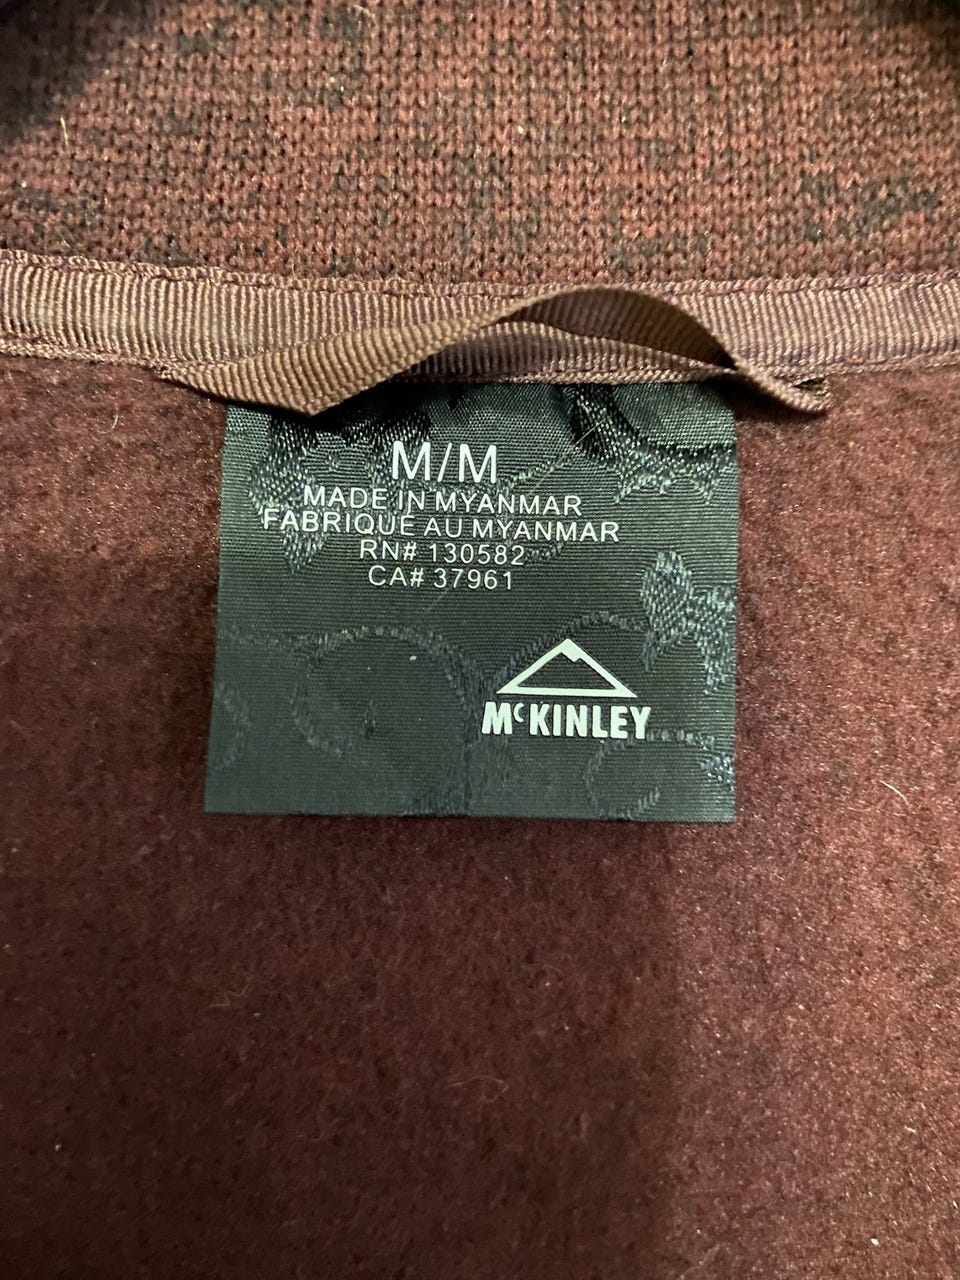 M/M
MADE IN MYANMAR
FABRIQUÉ AU MYANMAR
RN# 130582
CA# 37961
McKINLEY